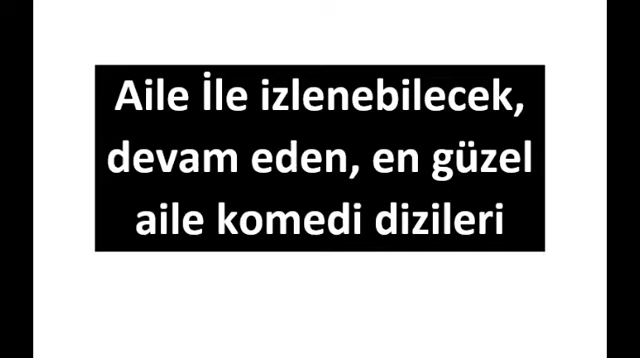 Aile İle izlenebilecek,
devam eden, en güzel
aile komedi dizileri